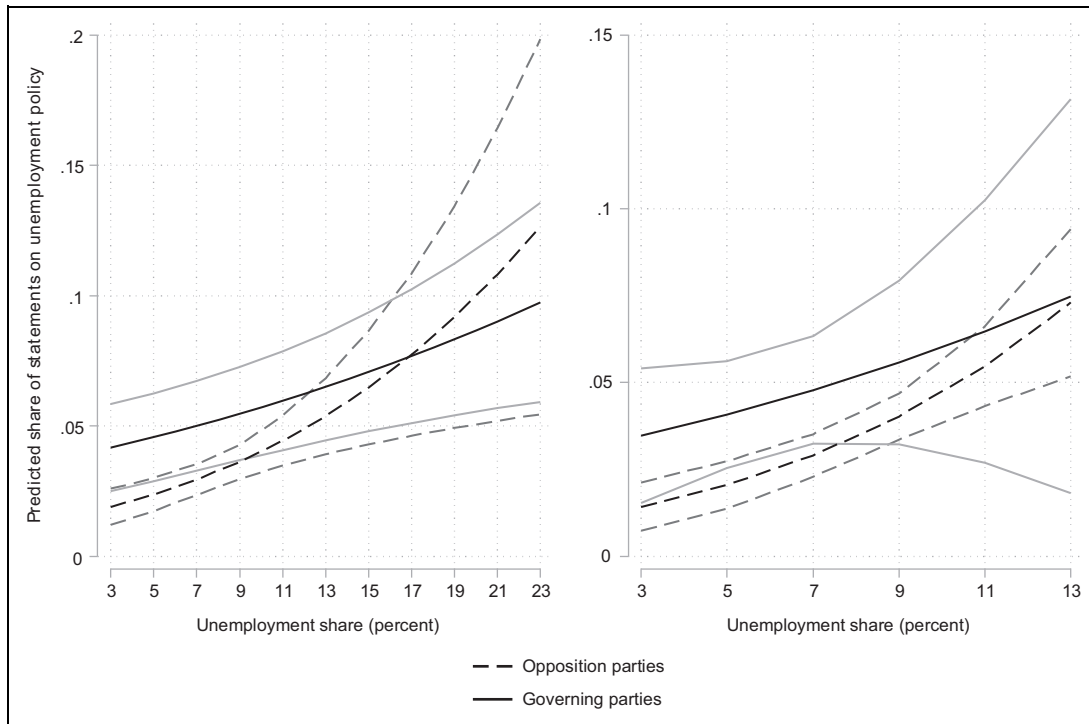 Predicted share of statements on unemployment policy
.2
.15
.1
.05
0
3 5 7 9 11 13 15 17 19 21 23
Unemployment share (percent)
.15
.1
.05
0
3 5 7 9 11 13
Unemployment share (percent)
Opposition parties
Governing parties